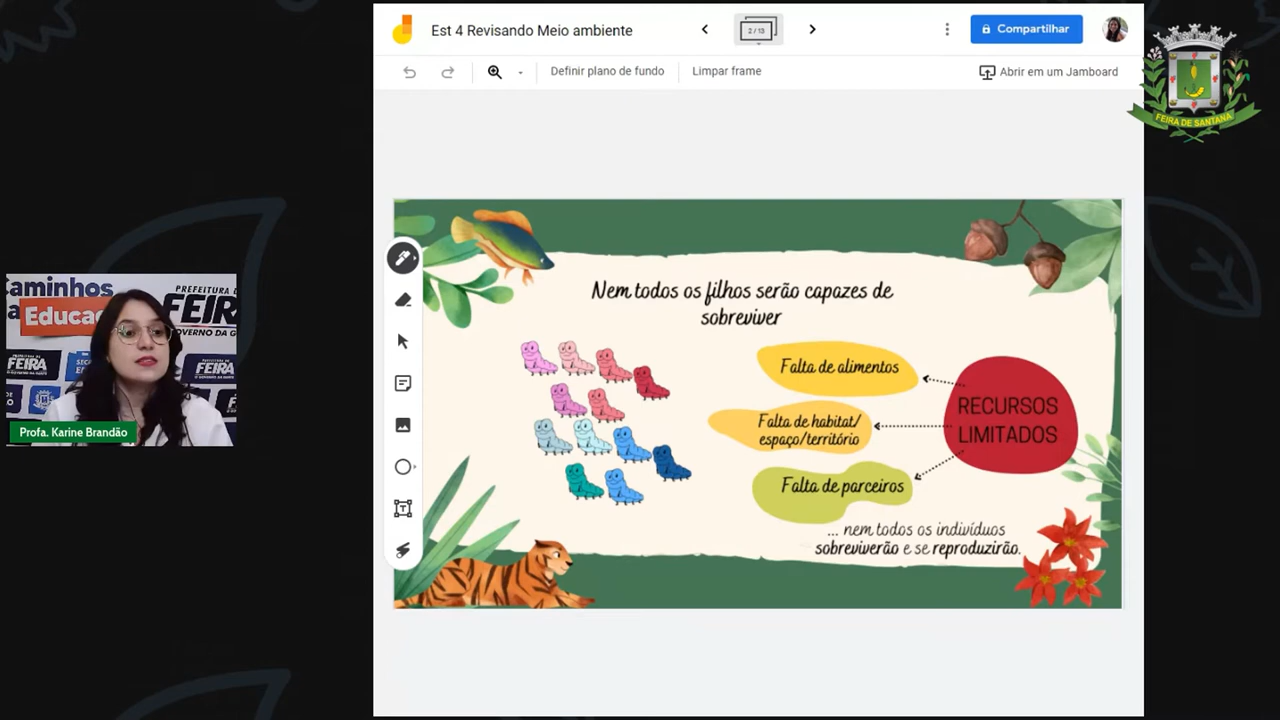 Est 4 Revisando Meio ambiente
2 / 13
Compartilhar
Definir plano de fundo
Limpar frame
Abrir em um Jamboard
FEIRA DE SANTANA
Nem todos os filhos serão capazes de
sobreviver
Falta de alimentos
Falta de habitat/
espaço/território
Falta de parceiros
RECURSOS
LIMITADOS
... nem todos os indivíduos
sobreviverão e se reproduzirão.
Caminhos
Educa
PREFEITURA D
FEIRA
GOVERNO DA G
FEIRA
FEIRA
Profa. Karine Brandão